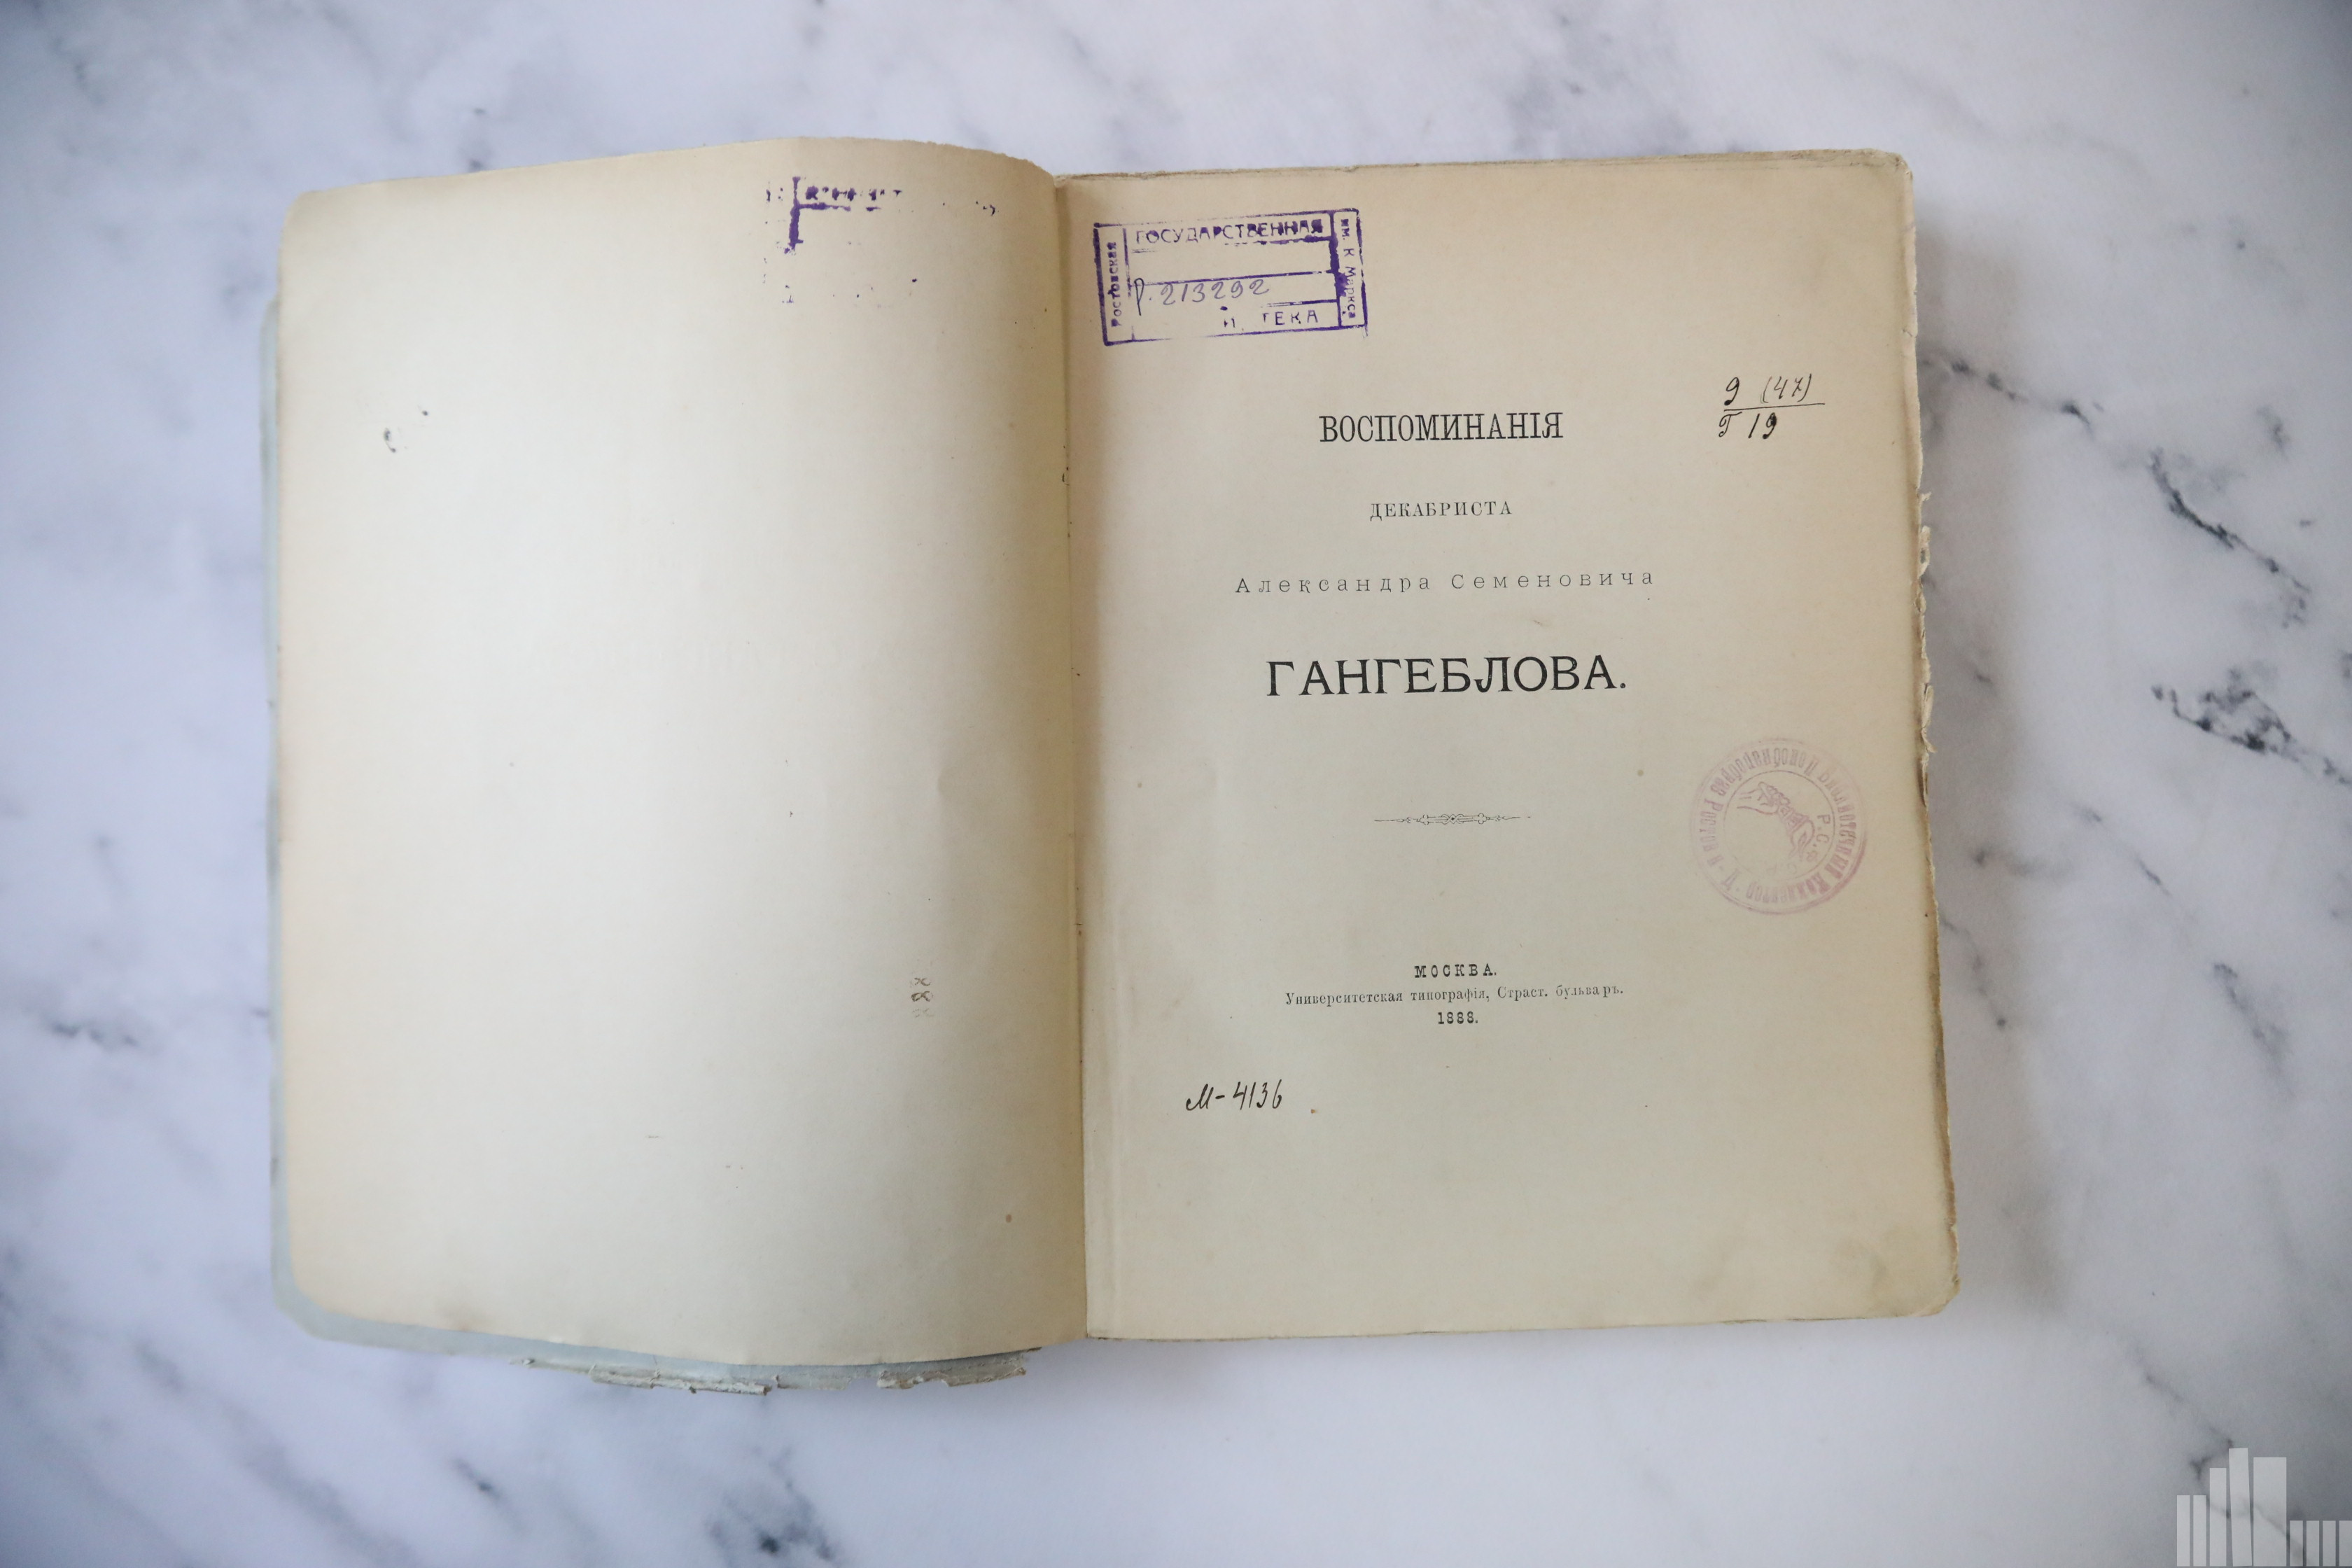 ГОСУДАРСТВЕННАЯ
Ростовская
им. К. Маркса
Р. 213292
ТЕКА
9 (47)
Г 19
ВОСПОМИНАНІЯ
ДЕКАБРИСТА
Александра Семеновича
ГАНГЕБЛОВА.
МОСКВА.
Университетская типографія, Страст. бульваръ.
1888.
М-4136